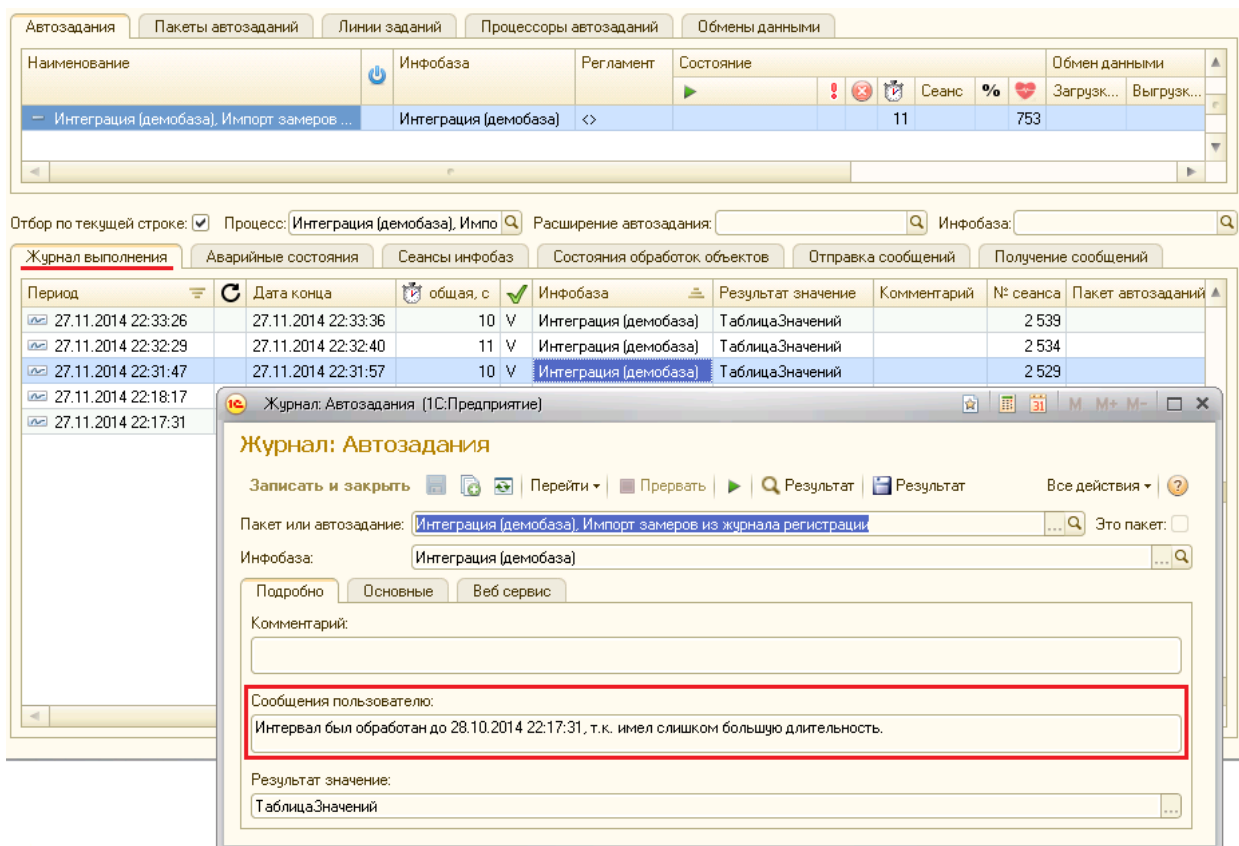 Автозадания Пакеты автозаданий Линии заданий Процессоры автозаданий Обмены данными
Наименование Инфобаза Регламент Состояние Обмен данными
Сеанс % Загрузк... Выгрузк...
Интеграция (демобаза), Импорт замеров ... Интеграция (демобаза) <> 11 753
Отбор по текущей строке: Процесс: Интеграция (демобаза), Импо Расширение автозадания: Инфобаза:
Журнал выполнения Аварийные состояния Сеансы инфобаз Состояния обработок объектов Отправка сообщений Получение сообщений
Период Дата конца общая, с Инфобаза Результат значение Комментарий № сеанса Пакет автозаданий
27.11.2014 22:33:26 27.11.2014 22:33:36 10 V Интеграция (демобаза) ТаблицаЗначений 2 539
27.11.2014 22:32:29 27.11.2014 22:32:40 11 V Интеграция (демобаза) ТаблицаЗначений 2 534
27.11.2014 22:31:47 27.11.2014 22:31:57 10 V Интеграция (демобаза) ТаблицаЗначений 2 529
27.11.2014 22:18:17
27.11.2014 22:17:31
Журнал: Автозадания (1С:Предприятие) 31 M M+ M-
Журнал: Автозадания
Записать и закрыть Перейти Прервать Результат Результат Все действия ?
Пакет или автозадание: Интеграция (демобаза), Импорт замеров из журнала регистрации ... Это пакет:
Инфобаза: Интеграция (демобаза) ...
Подробно Основные Веб сервис
Комментарий:
Сообщения пользователю:
Интервал был обработан до 28.10.2014 22:17:31, т.к. имел слишком большую длительность.
Результат значение:
ТаблицаЗначений ...